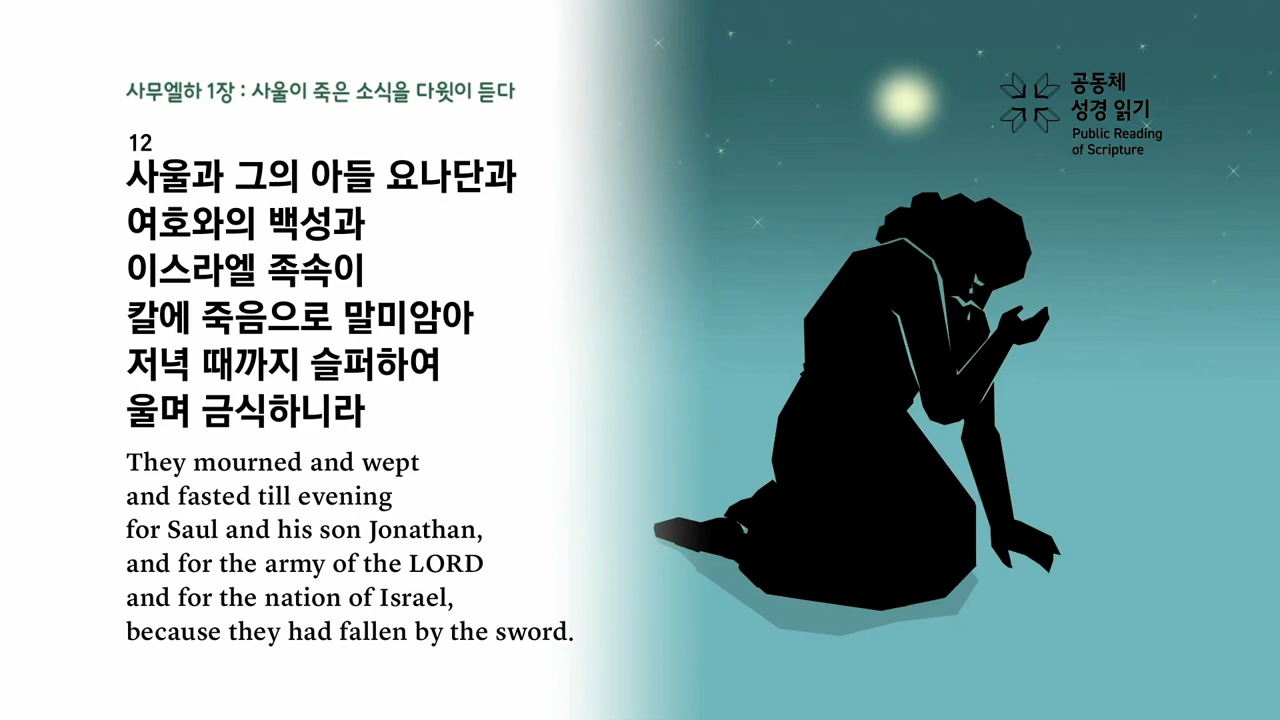 사무엘하 1장 : 사울이 죽은 소식을 다윗이 듣다
12
사울과 그의 아들 요나단과
여호와의 백성과
이스라엘 족속이
칼에 죽음으로 말미암아
저녁 때까지 슬퍼하여
울며 금식하니라
They mourned and wept
and fasted till evening
for Saul and his son Jonathan,
and for the army of the LORD
and for the nation of Israel,
because they had fallen by the sword.
공동체
성경 읽기
Public Reading
of Scripture